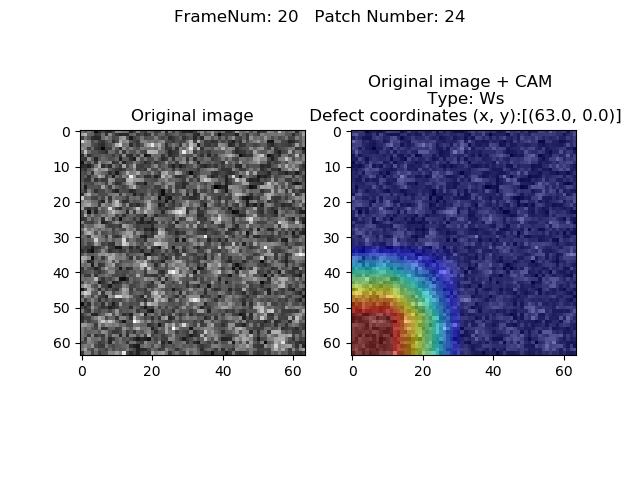 FrameNum: 20   Patch Number: 24
Original image
Original image + CAM
Type: Ws
Defect coordinates (x, y):[(63.0, 0.0)]
0
10
20
30
40
50
60
0 20 40 60
0
10
20
30
40
50
60
0 20 40 60